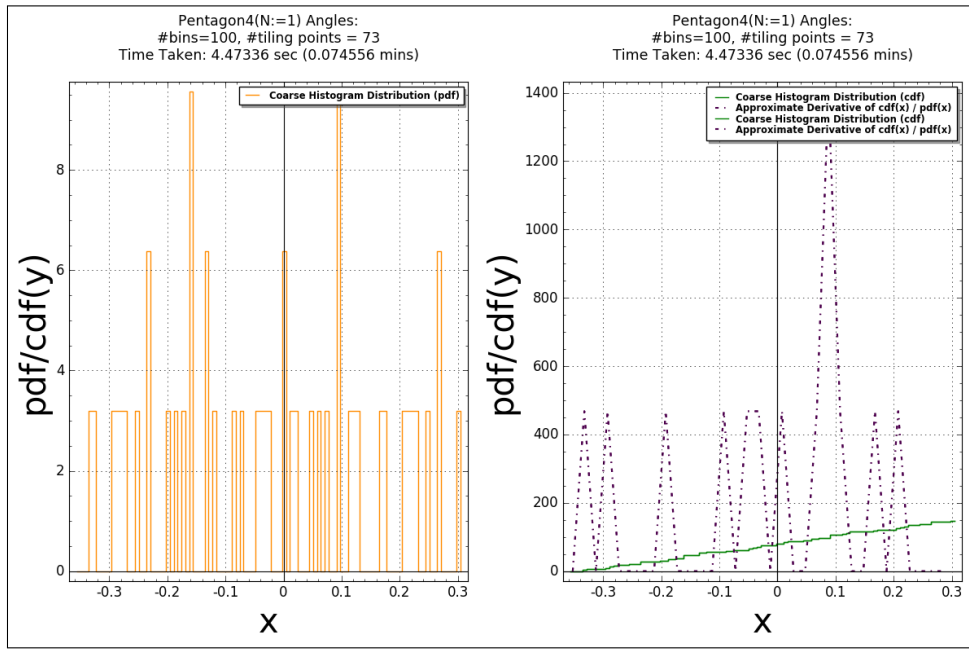 Pentagon4(N:=1) Angles:
#bins=100, #tiling points = 73
Time Taken: 4.47336 sec (0.074556 mins)
Coarse Histogram Distribution (pdf)
pdf/cdf(y)
8
6
4
2
0
-0.3
-0.2
-0.1
0
0.1
0.2
0.3
x
Pentagon4(N:=1) Angles:
#bins=100, #tiling points = 73
Time Taken: 4.47336 sec (0.074556 mins)
Coarse Histogram Distribution (cdf)
Approximate Derivative of cdf(x) / pdf(x)
Coarse Histogram Distribution (cdf)
Approximate Derivative of cdf(x) / pdf(x)
pdf/cdf(y)
1400
1200
1000
800
600
400
200
0
-0.3
-0.2
-0.1
0
0.1
0.2
0.3
x